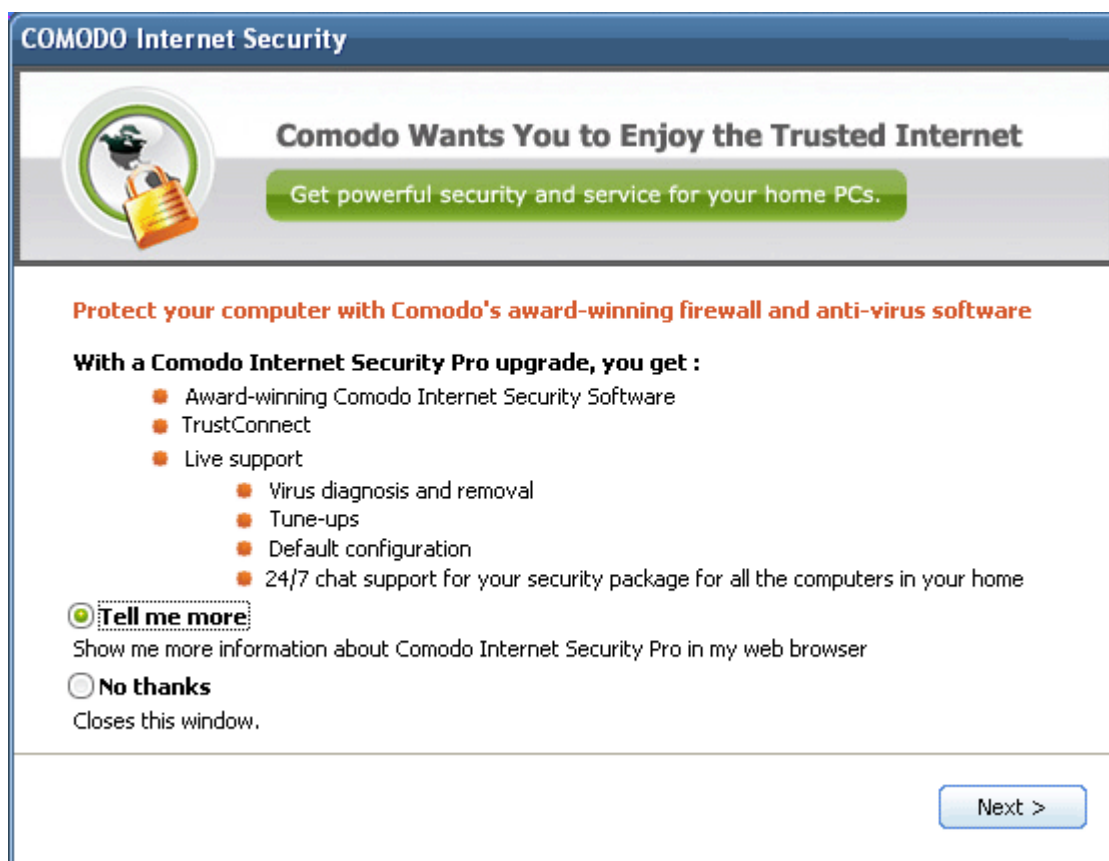 COMODO Internet Security
Comodo Wants You to Enjoy the Trusted Internet
Get powerful security and service for your home PCs.
Protect your computer with Comodo's award-winning firewall and anti-virus software
With a Comodo Internet Security Pro upgrade, you get :
Award-winning Comodo Internet Security Software
TrustConnect
Live support
Virus diagnosis and removal
Tune-ups
Default configuration
24/7 chat support for your security package for all the computers in your home
Tell me more
Show me more information about Comodo Internet Security Pro in my web browser
No thanks
Closes this window.
Next >